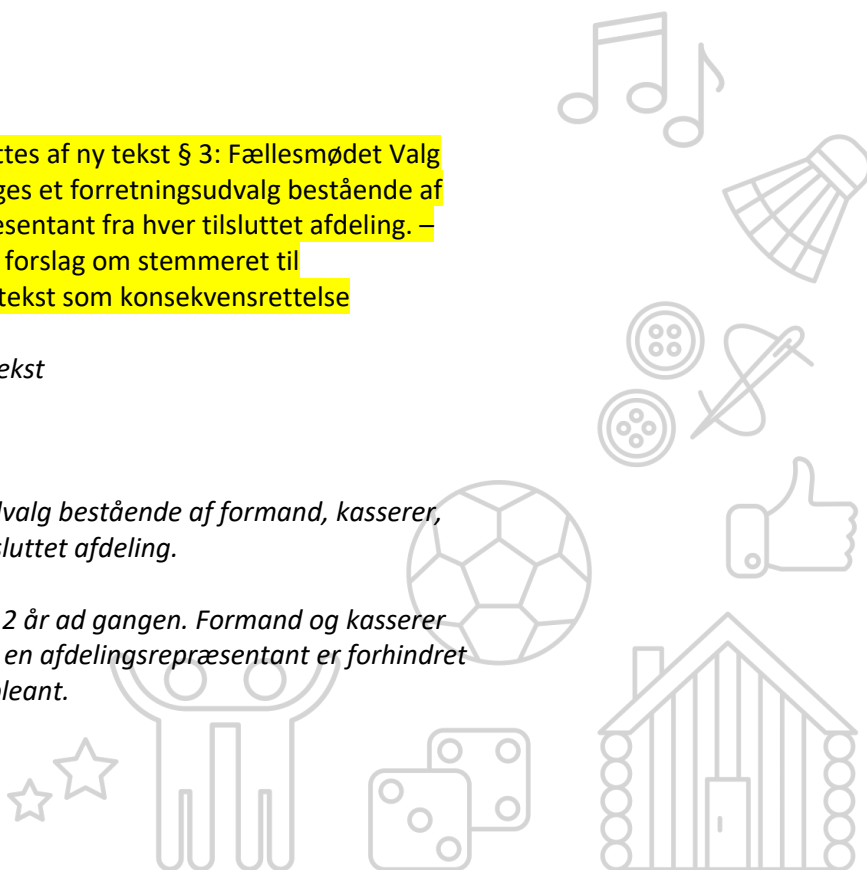 ttes af ny tekst § 3: Fællesmødet Valg
ges et forretningsudvalg bestående af
esentant fra hver tilsluttet afdeling. –
forslag om stemmeret til
tekst som konsekvensrettelse
ekst
dvalg bestående af formand, kasserer,
sluttet afdeling.
2 år ad gangen. Formand og kasserer
en afdelingsrepræsentant er forhindret
leant.